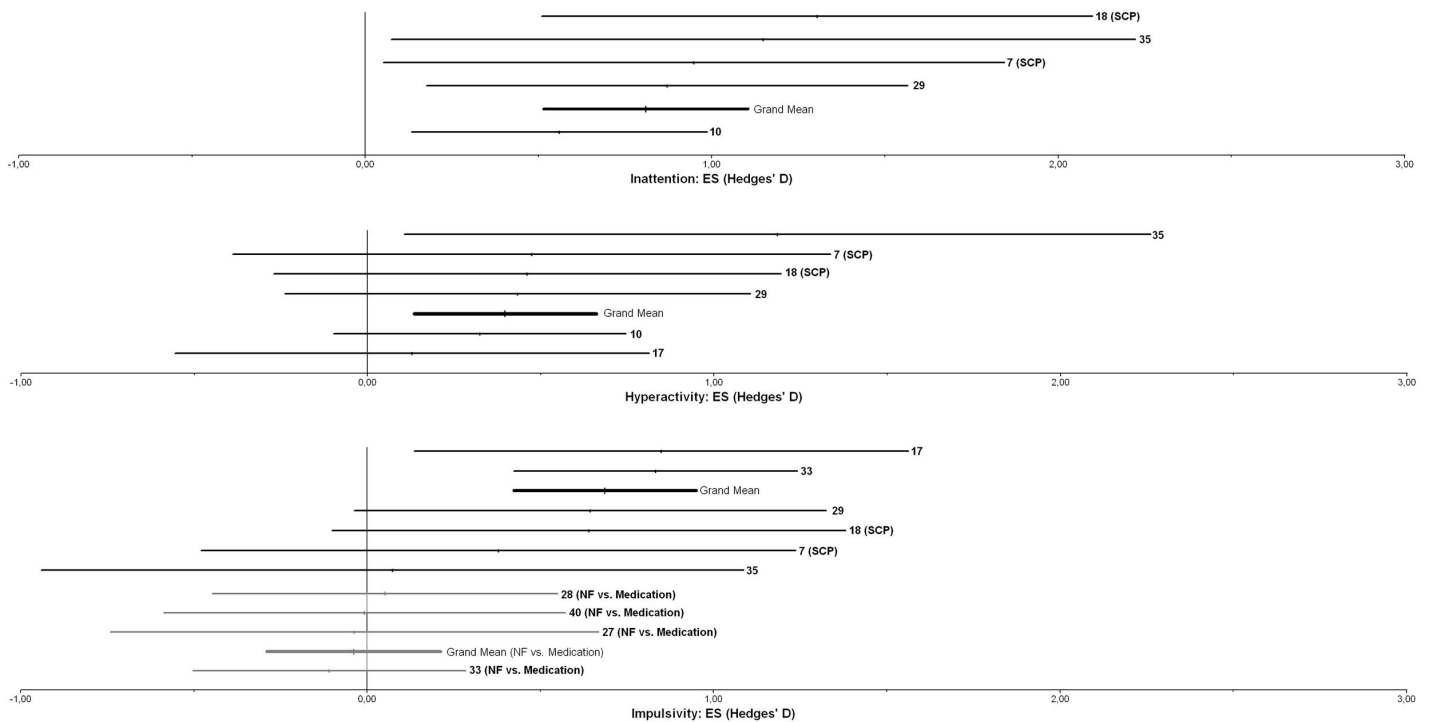 18 (SCP)
35
7 (SCP)
29
Grand Mean
10
-1,00 0,00 1,00 2,00 3,00
Inattention: ES (Hedges' D)
35
7 (SCP)
18 (SCP)
29
Grand Mean
10
17
-1,00 0,00 1,00 2,00 3,00
Hyperactivity: ES (Hedges' D)
17
33
Grand Mean
29
18 (SCP)
7 (SCP)
35
28 (NF vs. Medication)
40 (NF vs. Medication)
27 (NF vs. Medication)
Grand Mean (NF vs. Medication)
33 (NF vs. Medication)
-1,00 0,00 1,00 2,00 3,00
Impulsivity: ES (Hedges' D)